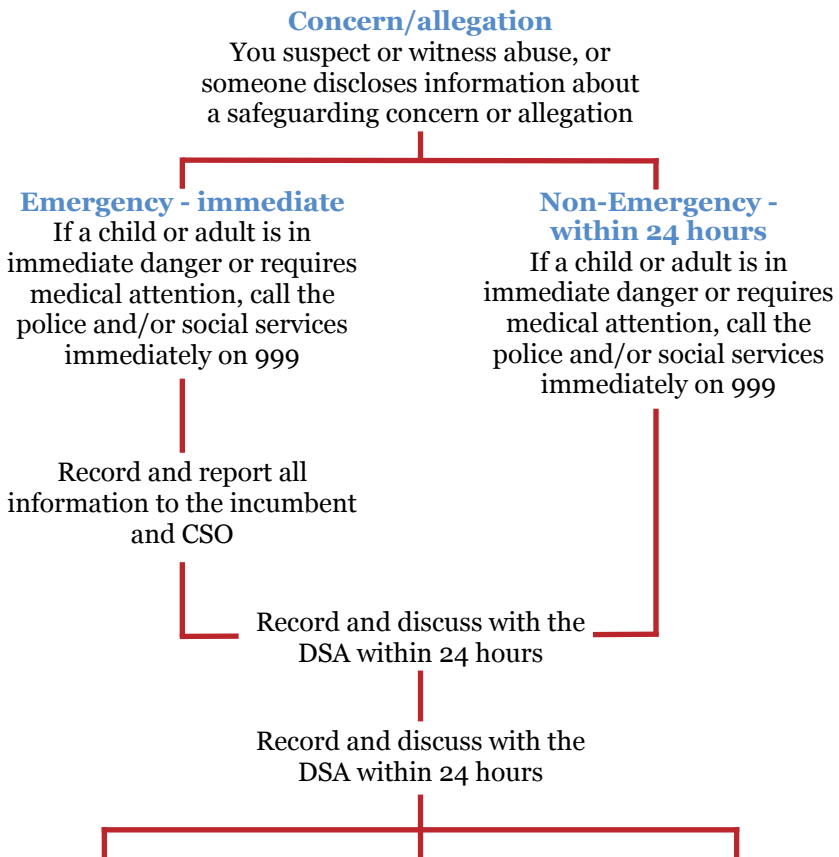 Concern/allegation
You suspect or witness abuse, or
someone discloses information about
a safeguarding concern or allegation
Emergency - immediate
If a child or adult is in
immediate danger or requires
medical attention, call the
police and/or social services
immediately on 999
Non-Emergency -
within 24 hours
If a child or adult is in
immediate danger or requires
medical attention, call the
police and/or social services
immediately on 999
Record and report all
information to the incumbent
and CSO
Record and discuss with the
DSA within 24 hours
Record and discuss with the
DSA within 24 hours